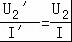 U₂′/I′ = U₂/I